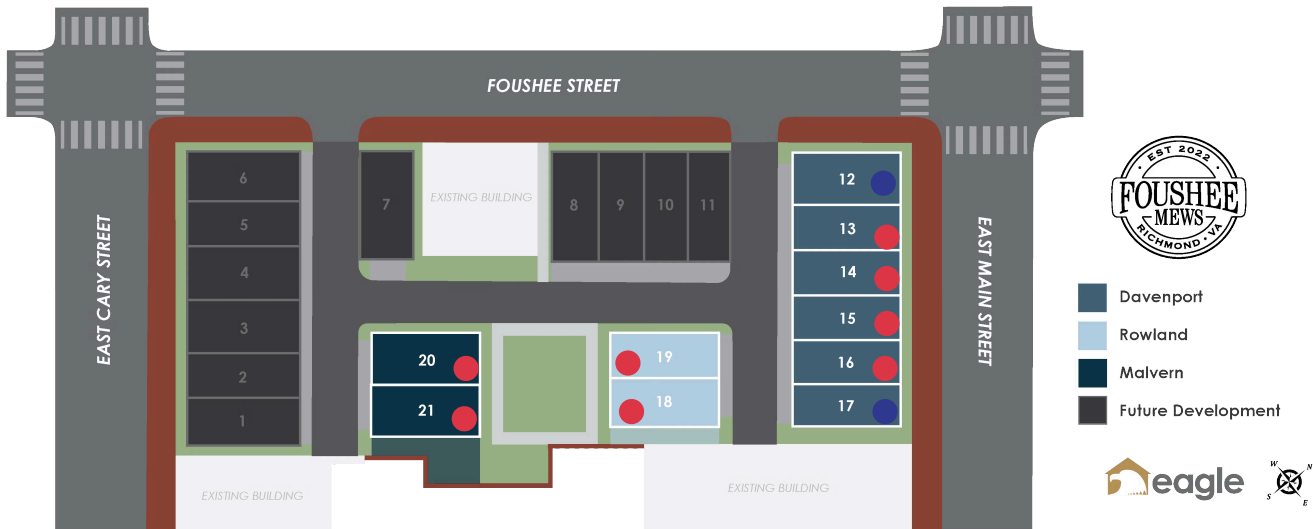 FOUSHEE STREET
EAST CARY STREET
EAST MAIN STREET
6
5
4
3
2
1
7
EXISTING BUILDING
8
9
10
11
12
13
14
15
16
17
20
21
19
18
EXISTING BUILDING
EXISTING BUILDING
EST 2022
FOUSHEE
MEWS
RICHMOND • VA
Davenport
Rowland
Malvern
Future Development
eagle
W
N
S
E